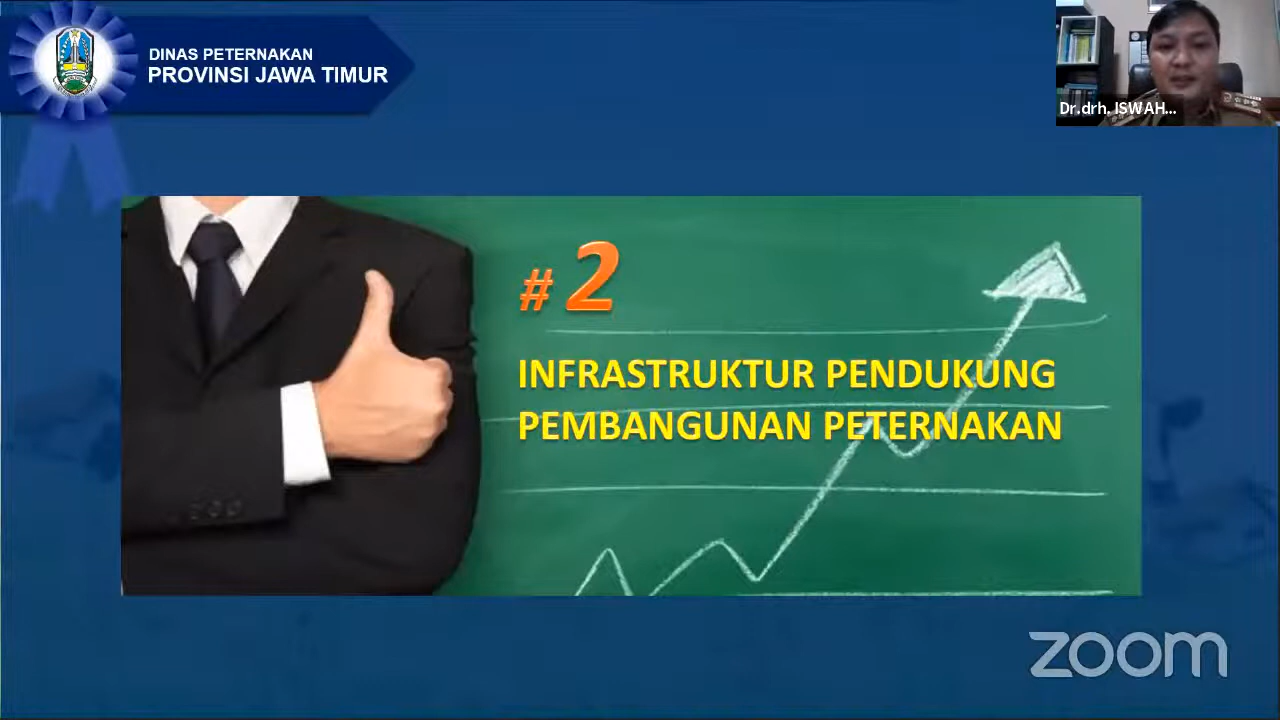 DINAS PETERNAKAN
PROVINSI JAWA TIMUR
Dr.drh. ISWAH...
# 2
INFRASTRUKTUR PENDUKUNG
PEMBANGUNAN PETERNAKAN
zoom